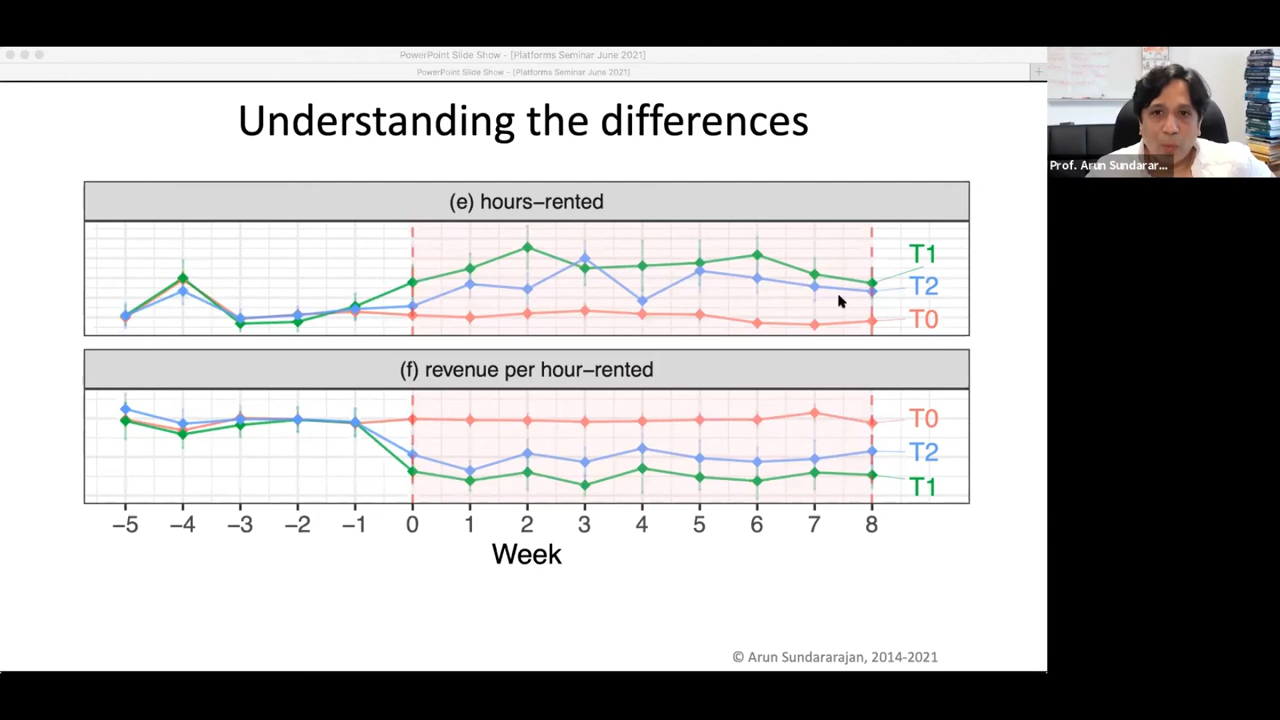 PowerPoint Slide Show - [Platforms Seminar June 2021]
PowerPoint Slide Show - [Platforms Seminar June 2021]
+
Understanding the differences
Prof. Arun Sundarar...
(e) hours–rented
T1
T2
T0
(f) revenue per hour–rented
T0
T2
T1
–5 –4 –3 –2 –1 0 1 2 3 4 5 6 7 8
Week
© Arun Sundararajan, 2014-2021